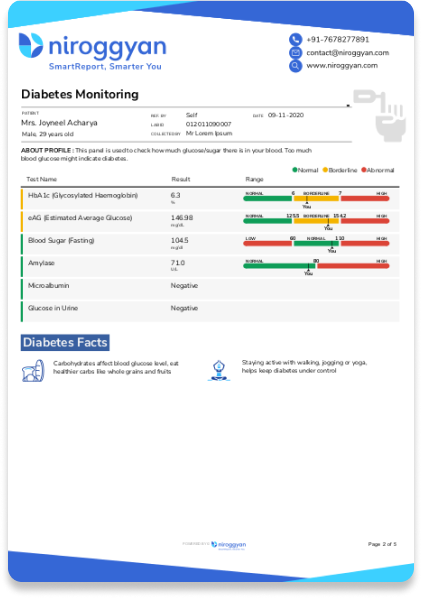 niroggyan
SmartReport, Smarter You
+91-7678277891
contact@niroggyan.com
www.niroggyan.com
Diabetes Monitoring
PATIENT
Mrs. Joyneel Acharya
Male, 29 years old
REF. BY Self
LAB ID 012011090007
COLLECTED BY Mr Lorem Ipsum
DATE 09-11-2020
ABOUT PROFILE : This panel is used to check how much glucose/sugar there is in your blood. Too much
blood glucose might indicate diabetes.
Normal Borderline Abnormal
Test Name Result Range
HbA1c (Glycosylated Haemoglobin) 6.3 %
NORMAL 6 BORDERLINE 7 HIGH
You
eAG (Estimated Average Glucose) 146.98 mg/dL
NORMAL 125.5 BORDERLINE 154.2 HIGH
You
Blood Sugar (Fasting) 104.5 mg/dl
LOW 60 NORMAL 110 HIGH
You
Amylase 71.0 U/L
NORMAL 80 HIGH
You
Microalbumin Negative
Glucose in Urine Negative
Diabetes Facts
Carbohydrates affect blood glucose level, eat
healthier carbs like whole grains and fruits
Staying active with walking, jogging or yoga,
helps keep diabetes under control
POWERED BY niroggyan
Page 2 of 5